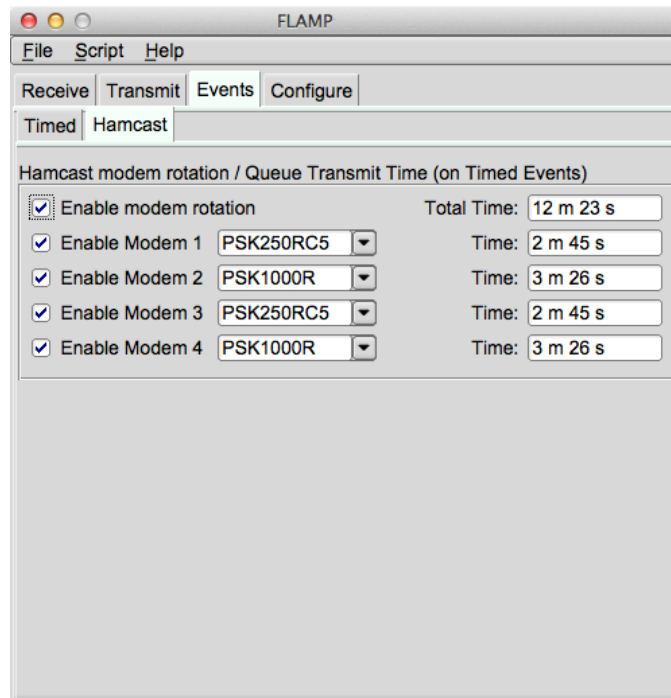 FLAMP
File Script Help
Receive Transmit Events Configure
Timed Hamcast
Hamcast modem rotation / Queue Transmit Time (on Timed Events)
Enable modem rotation Total Time: 12 m 23 s
Enable Modem 1 PSK250RC5 Time: 2 m 45 s
Enable Modem 2 PSK1000R Time: 3 m 26 s
Enable Modem 3 PSK250RC5 Time: 2 m 45 s
Enable Modem 4 PSK1000R Time: 3 m 26 s